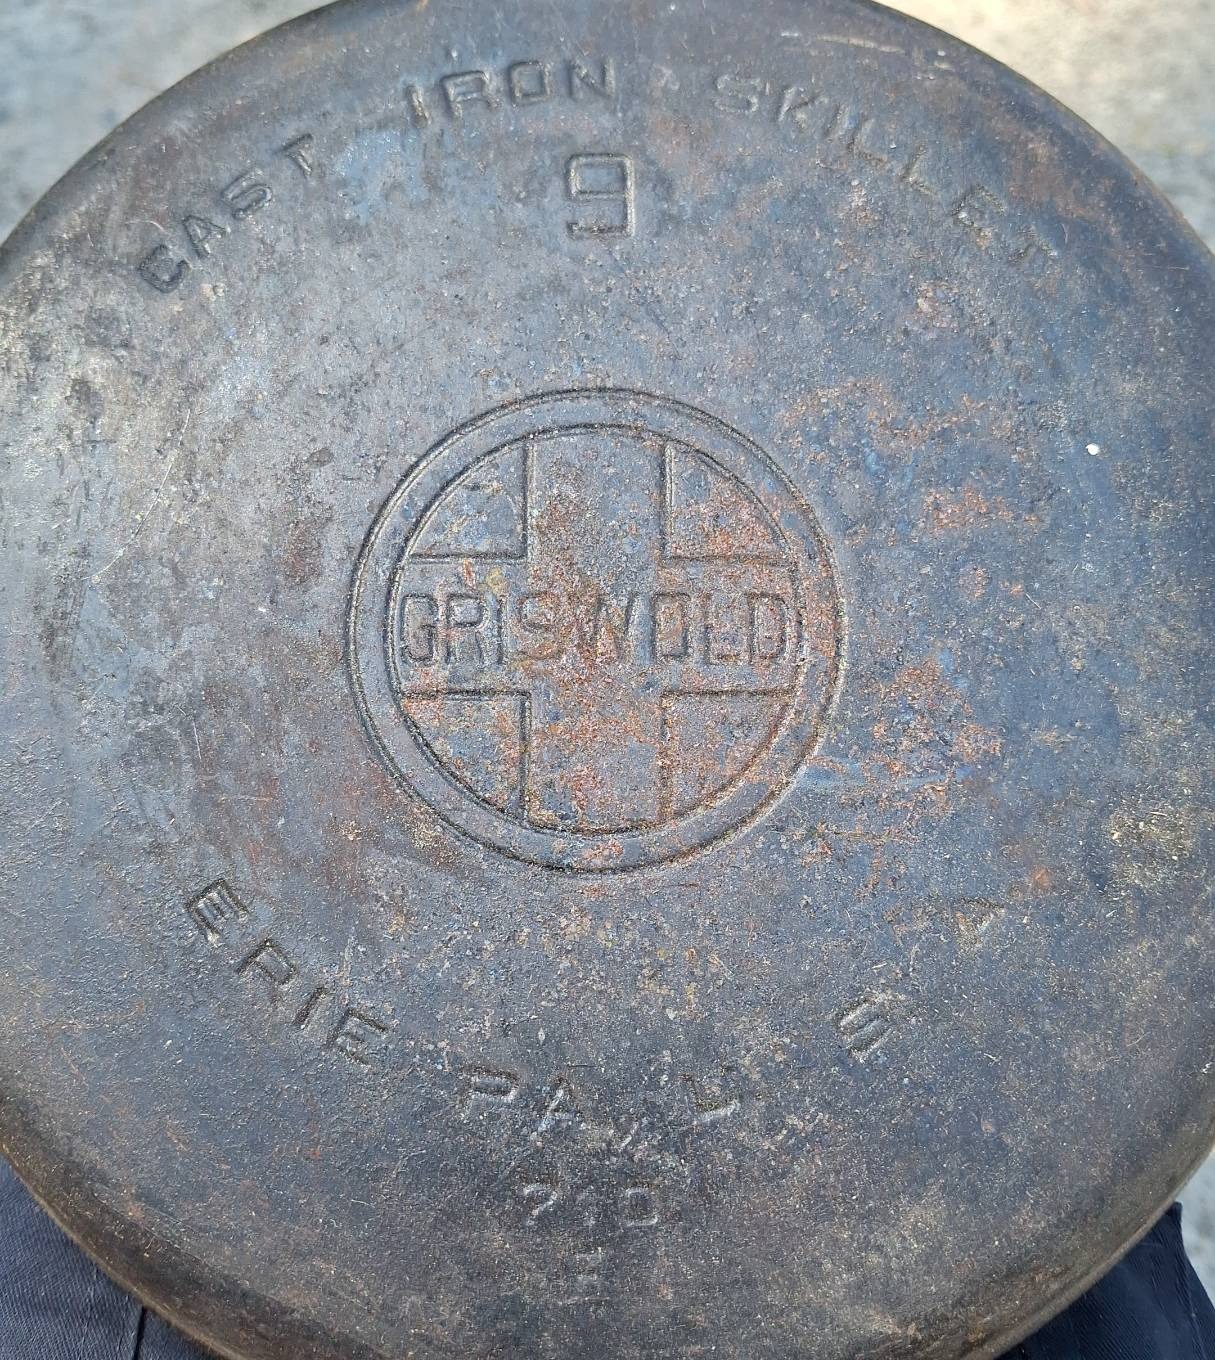 CAST IRON SKILLET
9
GRISWOLD
ERIE PA., U S A
710